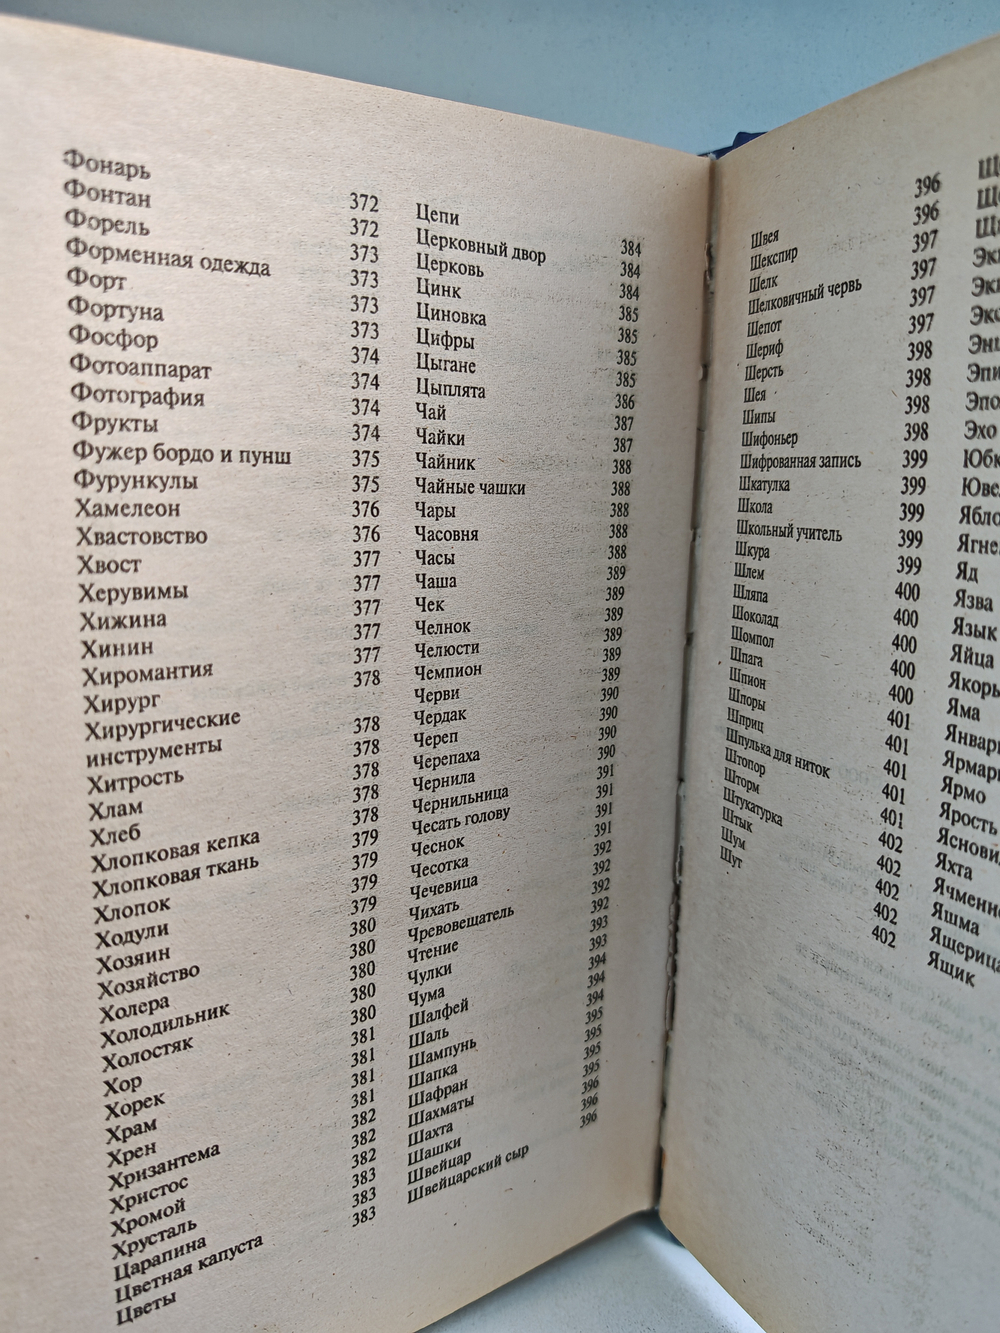 Фонарь 372
Фонтан 372
Форель 373
Форменная одежда 373
Форт 373
Фортуна 373
Фосфор 374
Фотоаппарат 374
Фотография 374
Фрукты 374
Фужер бордо и пунш 375
Фурункулы 375
Хамелеон 376
Хвастовство 376
Хвост 377
Херувимы 377
Хижина 377
Хинин 377
Хиромантия 377
Хирург 378
Хирургические
инструменты 378
Хитрость 378
Хлам 378
Хлеб 378
Хлопковая кепка 378
Хлопковая ткань 379
Хлопок 379
Ходули 379
Хозяин 379
Хозяйство 380
Холера 380
Холодильник 380
Холостяк 380
Хор 380
Хорек 381
Храм 381
Хрен 381
Хризантема 381
Христос 382
Хромой 382
Хрусталь 382
Царапина 383
Цветная капуста 383
Цветы 383
Цепи 384
Церковный двор 384
Церковь 384
Цинк 385
Циновка 385
Цифры 385
Цыгане 385
Цыплята 386
Чай 387
Чайки 387
Чайник 388
Чайные чашки 388
Чары 388
Часовня 388
Часы 388
Чаша 389
Чек 389
Челнок 389
Челюсти 389
Чемпион 389
Черви 389
Чердак 390
Череп 390
Черепаха 390
Чернила 390
Чернильница 391
Чесать голову 391
Чеснок 391
Чесотка 391
Чечевица 392
Чихать 392
Чревовещатель 392
Чтение 392
Чулки 393
Чума 393
Шалфей 394
Шаль 394
Шампунь 394
Шапка 395
Шафран 395
Шахматы 395
Шахта 395
Шашки 396
Швейцар 396
Швейцарский сыр 396
Швея 396
Шекспир 396
Шелк 397
Шелковичный червь 397
Шепот 397
Шериф 397
Шерсть 398
Шея 398
Шипы 398
Шифоньер 398
Шифрованная запись 399
Шкатулка 399
Школа 399
Школьный учитель 399
Шкура 399
Шлем 400
Шляпа 400
Шоколад 400
Шомпол 400
Шпага 400
Шпион 401
Шпоры 401
Шприц 401
Шпулька для ниток 401
Штопор 401
Шторм 402
Штукатурка 402
Штык 402
Шум 402
Шут 402
Эхо
Яд
Язва
Язык
Яйца
Яма
Ярмо
Ярость
Яхта
Яшма
Ящик